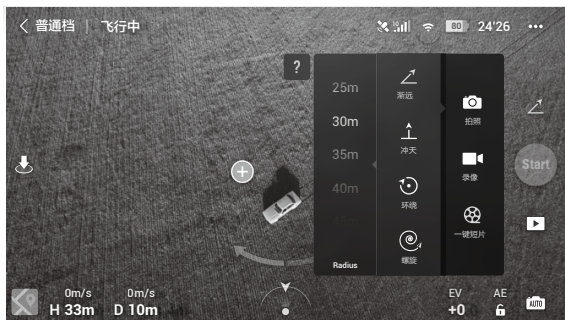 普通档 飞行中 80 24'26
?
25m
30m
35m
40m
Radius
渐远
冲天
环绕
螺旋
拍照
录像
一键短片
Start
0m/s 0m/s
H 33m D 10m
EV AE
+0
AUTO